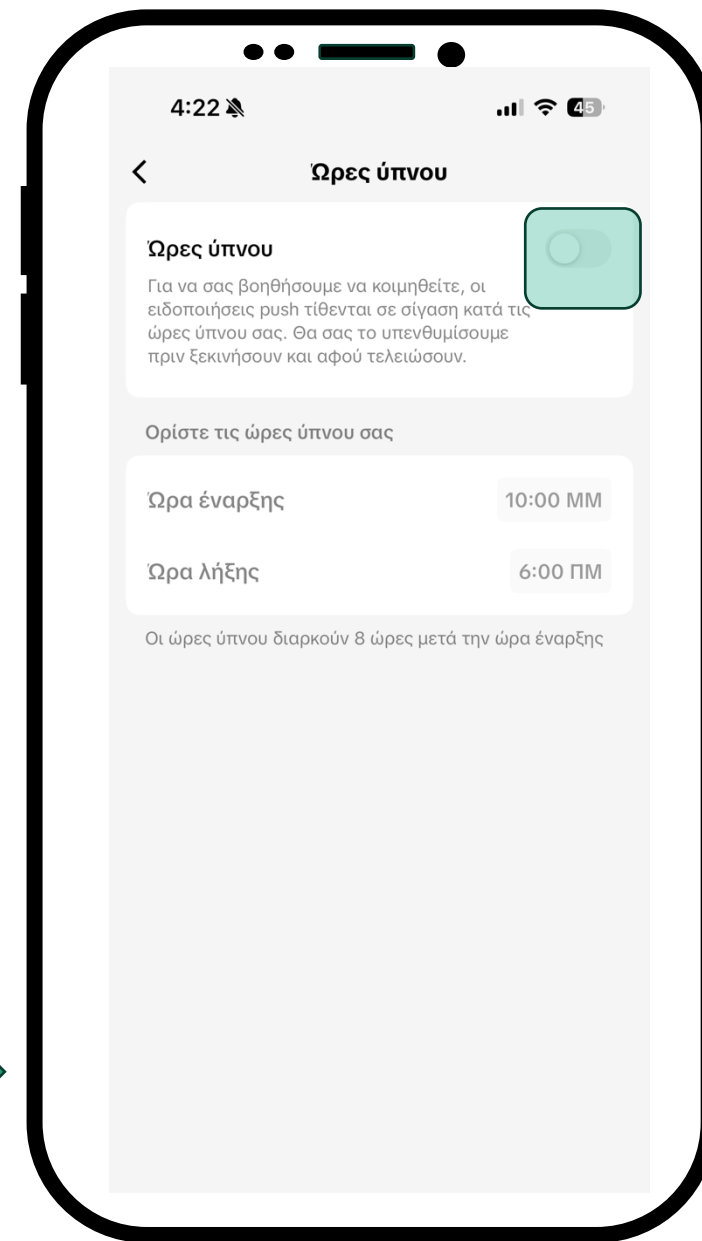 4:22
45
Ώρες ύπνου
Ώρες ύπνου
Για να σας βοηθήσουμε να κοιμηθείτε, οι
ειδοποιήσεις push τίθενται σε σίγαση κατά τις
ώρες ύπνου σας. Θα σας το υπενθυμίσουμε
πριν ξεκινήσουν και αφού τελειώσουν.
Ορίστε τις ώρες ύπνου σας
Ώρα έναρξης 10:00 ΜΜ
Ώρα λήξης 6:00 ΠΜ
Οι ώρες ύπνου διαρκούν 8 ώρες μετά την ώρα έναρξης